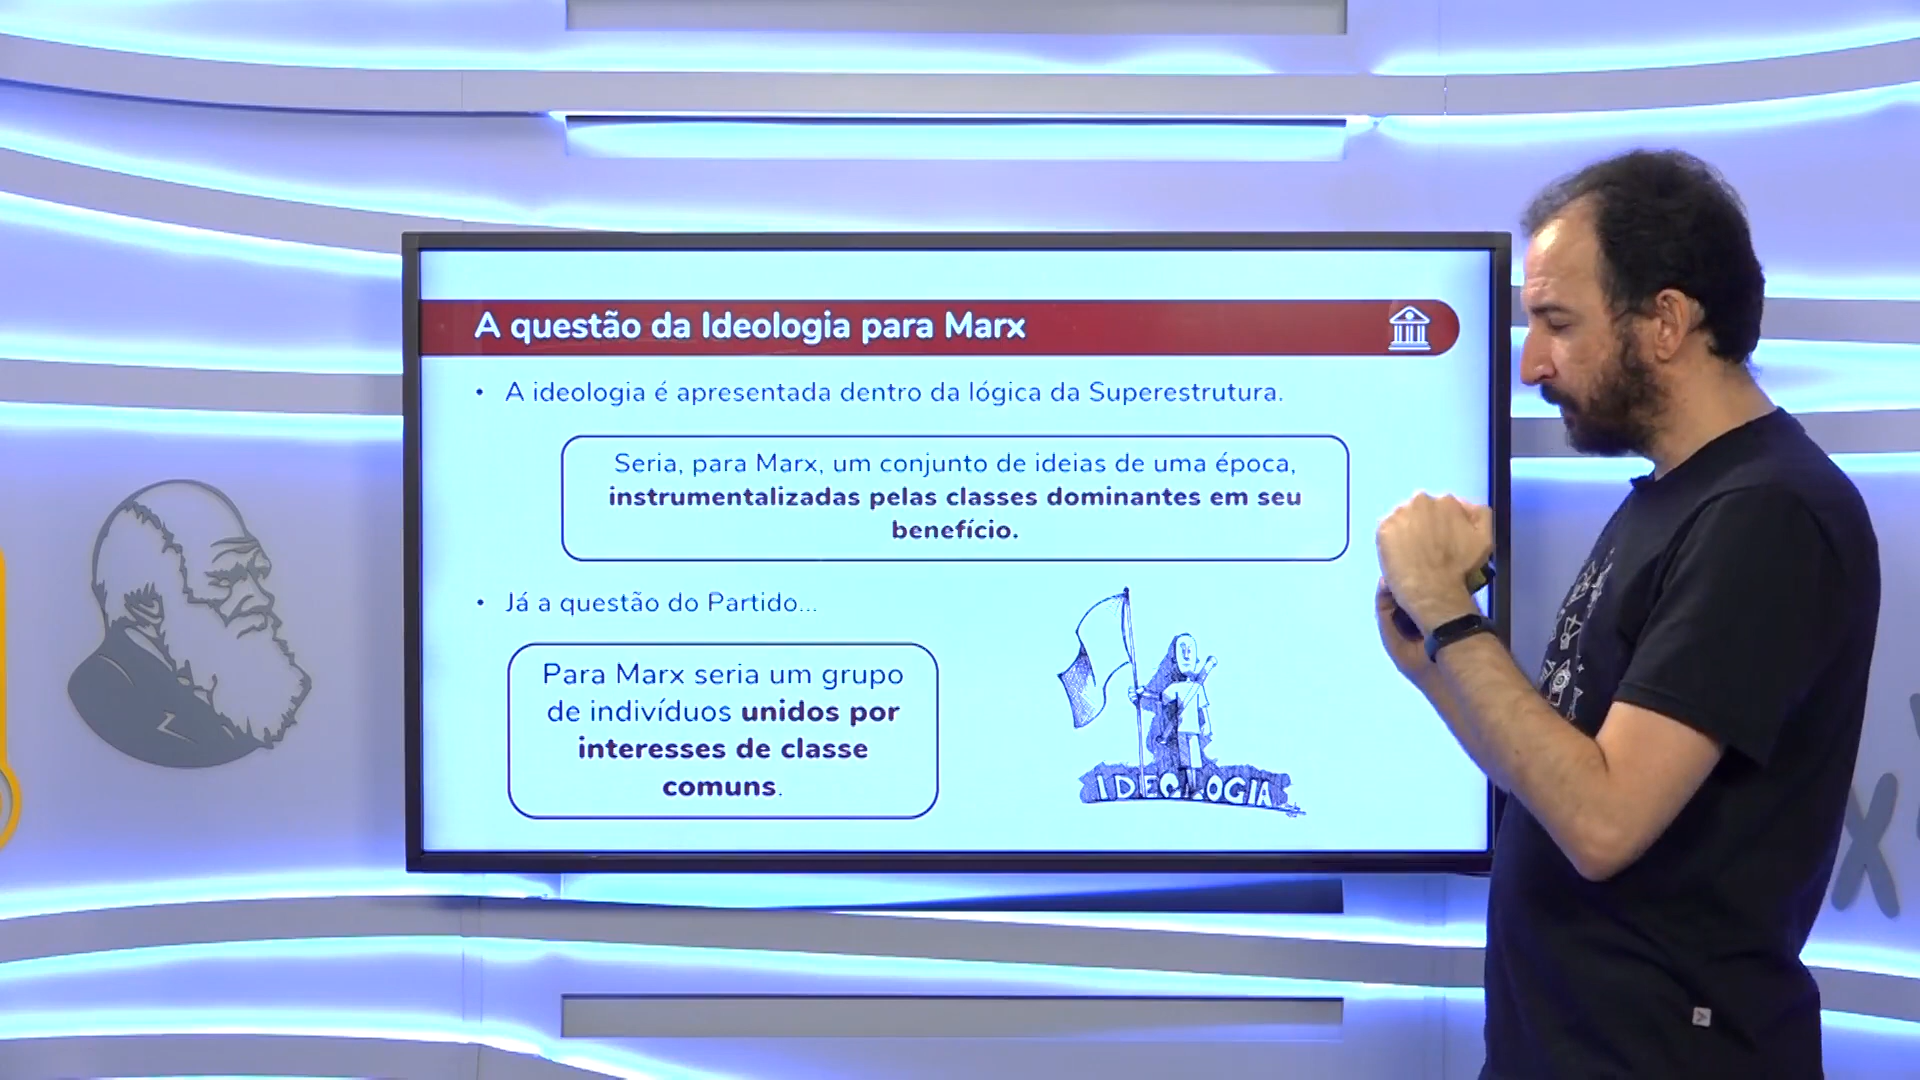 A questão da Ideologia para Marx
• A ideologia é apresentada dentro da lógica da Superestrutura.
Seria, para Marx, um conjunto de ideias de uma época,
instrumentalizadas pelas classes dominantes em seu
benefício.
• Já a questão do Partido...
Para Marx seria um grupo
de indivíduos unidos por
interesses de classe
comuns.
IDEOLOGIA
x